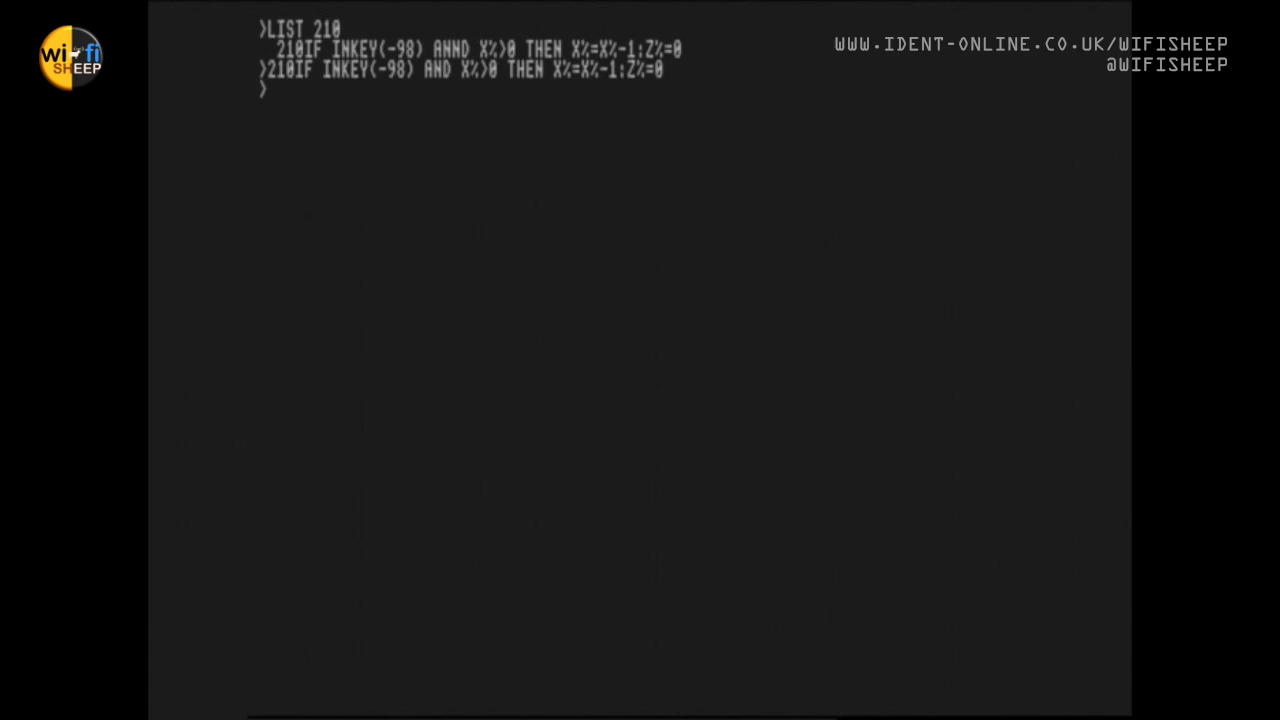 >LIST 210
  210IF INKEY(-98) ANND X%>0 THEN X%=X%-1:Z%=0
>210IF INKEY(-98) AND X%>0 THEN X%=X%-1:Z%=0
>
WWW.IDENT-ONLINE.CO.UK/WIFISHEEP
@WIFISHEEP
wi-fi
SHEEP